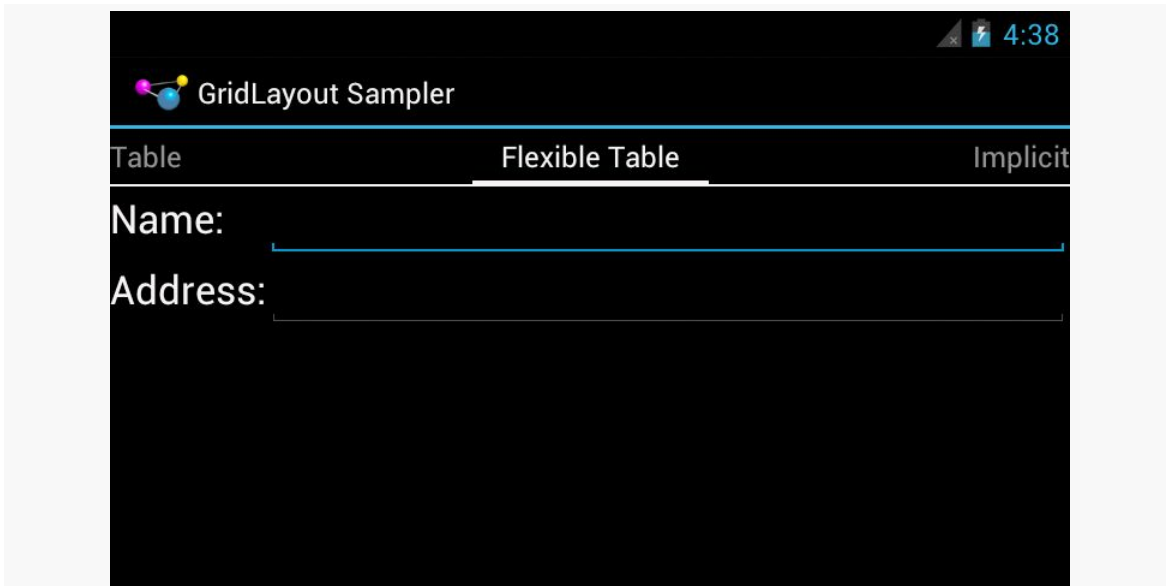 4:38
GridLayout Sampler
Table Flexible Table Implicit
Name:
Address: